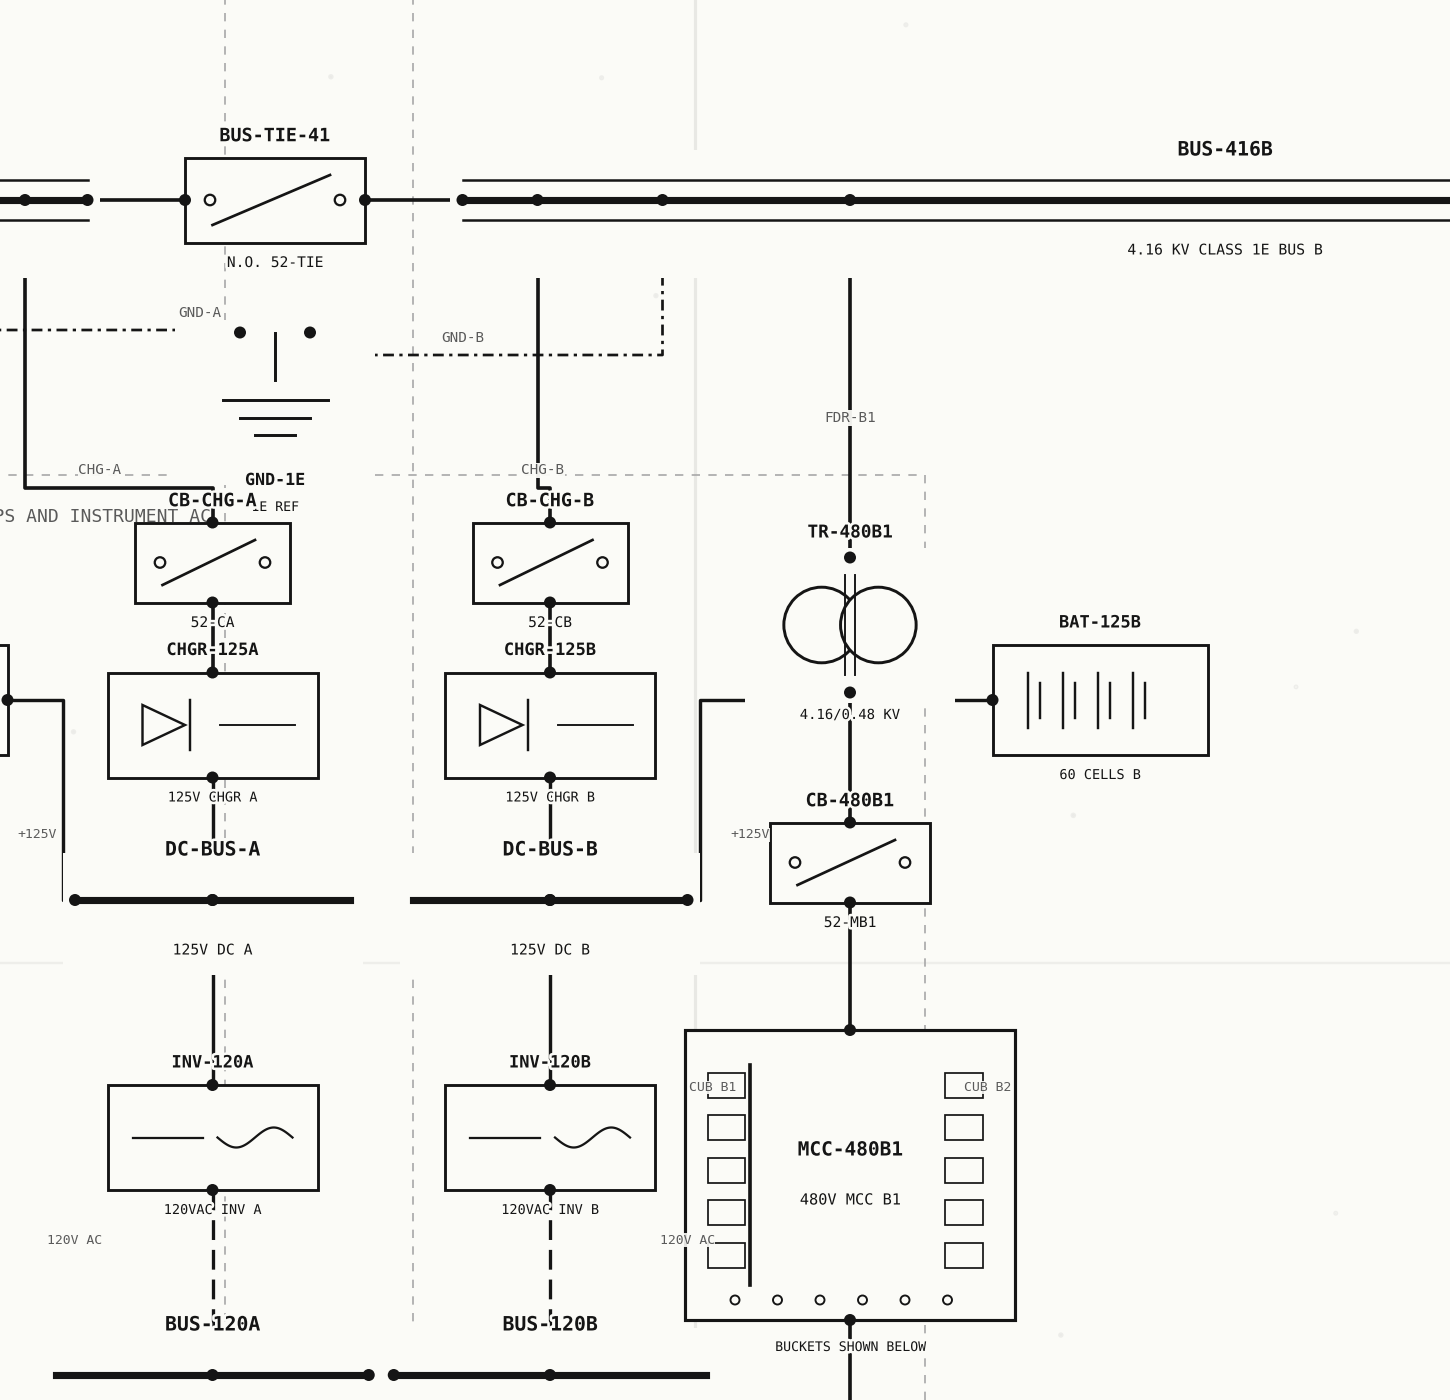 BUS-TIE-41
BUS-416B
4.16 KV CLASS 1E BUS B
N.O. 52-TIE
GND-A
GND-B
FDR-B1
CHG-A
CHG-B
GND-1E
1E REF
CB-CHG-A
CB-CHG-B
PS AND INSTRUMENT AC
TR-480B1
52-CA
52-CB
BAT-125B
CHGR-125A
CHGR-125B
4.16/0.48 KV
60 CELLS B
125V CHGR A
125V CHGR B
CB-480B1
+125V
+125V
DC-BUS-A
DC-BUS-B
52-MB1
125V DC A
125V DC B
INV-120A
INV-120B
CUB B1
CUB B2
MCC-480B1
480V MCC B1
120VAC INV A
120VAC INV B
120V AC
120V AC
BUS-120A
BUS-120B
BUCKETS SHOWN BELOW